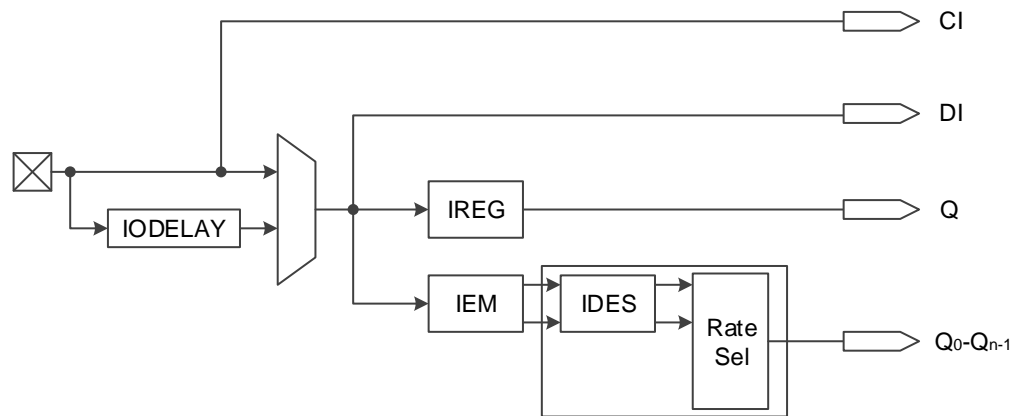 CI
DI
IODELAY
IREG
Q
IEM
IDES
Rate
Sel
Q0-Qn-1